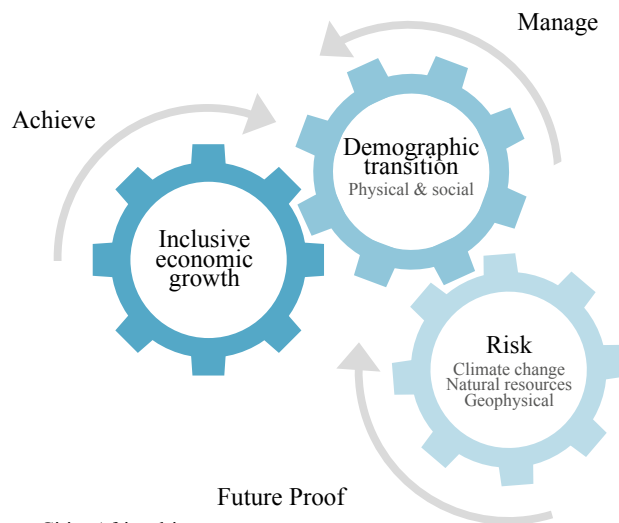 Manage
Achieve
Demographic
transition
Physical & social
Inclusive
economic
growth
Risk
Climate change
Natural resources
Geophysical
Future Proof